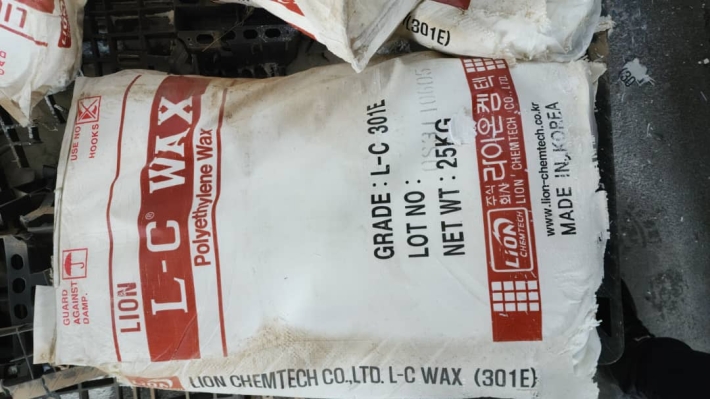 (301E)
USE NO
HOOKS
GUARD
AGAINST
DAMP.
LION
L-C® WAX
Polyethylene Wax
GRADE : L-C 301E
LOT NO :
NET WT : 25KG
LION
CHEMTECH
주식
회사
라이온켐텍
LION CHEMTECH CO., LTD.
www.lion-chemtech.co.kr
MADE IN KOREA
LION CHEMTECH CO.,LTD. L-C WAX (301E)